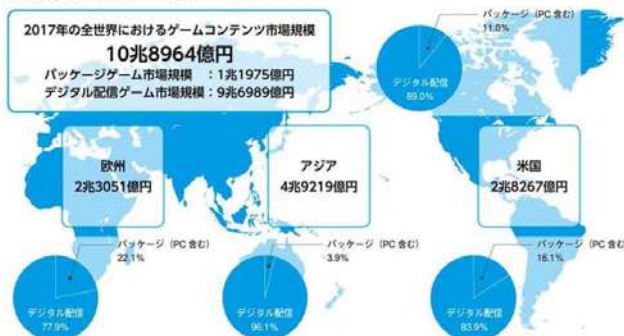 2017年の全世界におけるゲームコンテンツ市場規模
10兆8964億円
パッケージゲーム市場規模 :1兆1975億円
デジタル配信ゲーム市場規模:9兆6989億円
パッケージ(PC含む)
11.0%
デジタル配信
89.0%
欧州
2兆3051億円
アジア
4兆9219億円
米国
2兆8267億円
パッケージ(PC含む)
22.1%
デジタル配信
77.9%
パッケージ(PC含む)
3.9%
デジタル配信
96.1%
パッケージ(PC含む)
16.1%
デジタル配信
83.9%